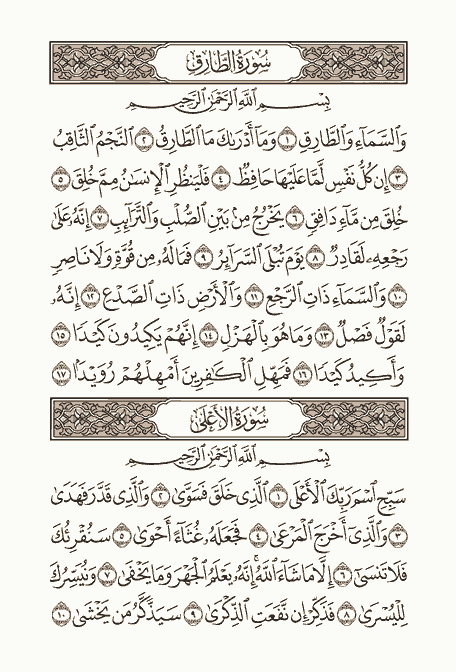 سُورَةُ الطَّارِقِ
بِسْمِ ٱللَّهِ ٱلرَّحْمَٰنِ ٱلرَّحِيمِ
وَٱلسَّمَآءِ وَٱلطَّارِقِ ١ وَمَآ أَدْرَىٰكَ مَا ٱلطَّارِقُ ٢ ٱلنَّجْمُ ٱلثَّاقِبُ
٣ إِن كُلُّ نَفْسٍ لَّمَّا عَلَيْهَا حَافِظٌ ٤ فَلْيَنظُرِ ٱلْإِنسَٰنُ مِمَّ خُلِقَ ٥
خُلِقَ مِن مَّآءٍ دَافِقٍ ٦ يَخْرُجُ مِنۢ بَيْنِ ٱلصُّلْبِ وَٱلتَّرَآئِبِ ٧ إِنَّهُۥ عَلَىٰ
رَجْعِهِۦ لَقَادِرٌ ٨ يَوْمَ تُبْلَى ٱلسَّرَآئِرُ ٩ فَمَا لَهُۥ مِن قُوَّةٍ وَلَا نَاصِرٍ
١٠ وَٱلسَّمَآءِ ذَاتِ ٱلرَّجْعِ ١١ وَٱلْأَرْضِ ذَاتِ ٱلصَّدْعِ ١٢ إِنَّهُۥ
لَقَوْلٌ فَصْلٌ ١٣ وَمَا هُوَ بِٱلْهَزْلِ ١٤ إِنَّهُمْ يَكِيدُونَ كَيْدًا ١٥
وَأَكِيدُ كَيْدًا ١٦ فَمَهِّلِ ٱلْكَٰفِرِينَ أَمْهِلْهُمْ رُوَيْدًۢا ١٧
سُورَةُ الأَعْلَىٰ
بِسْمِ ٱللَّهِ ٱلرَّحْمَٰنِ ٱلرَّحِيمِ
سَبِّحِ ٱسْمَ رَبِّكَ ٱلْأَعْلَى ١ ٱلَّذِى خَلَقَ فَسَوَّىٰ ٢ وَٱلَّذِى قَدَّرَ فَهَدَىٰ
٣ وَٱلَّذِىٓ أَخْرَجَ ٱلْمَرْعَىٰ ٤ فَجَعَلَهُۥ غُثَآءً أَحْوَىٰ ٥ سَنُقْرِئُكَ
فَلَا تَنسَىٰٓ ٦ إِلَّا مَا شَآءَ ٱللَّهُ ۚ إِنَّهُۥ يَعْلَمُ ٱلْجَهْرَ وَمَا يَخْفَىٰ ٧ وَنُيَسِّرُكَ
لِلْيُسْرَىٰ ٨ فَذَكِّرْ إِن نَّفَعَتِ ٱلذِّكْرَىٰ ٩ سَيَذَّكَّرُ مَن يَخْشَىٰ ١٠